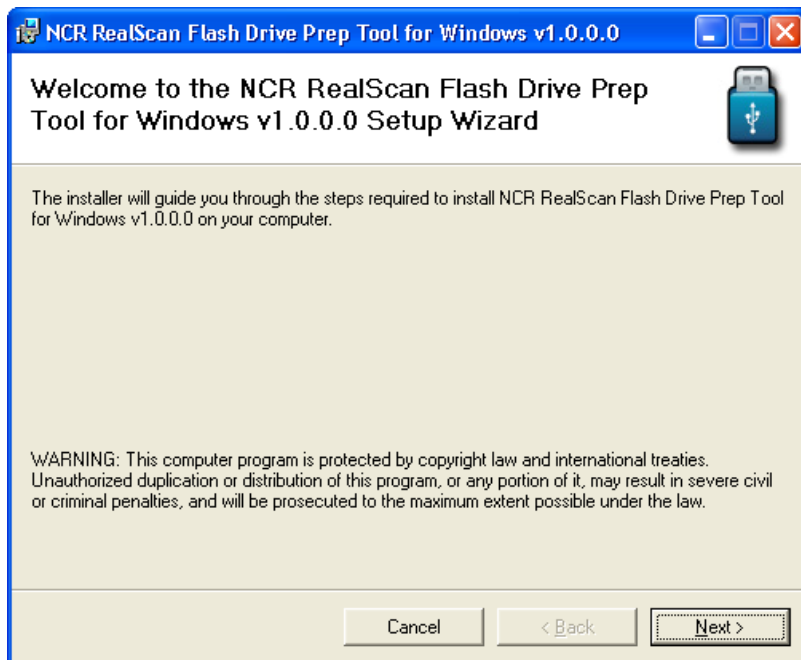 NCR RealScan Flash Drive Prep Tool for Windows v1.0.0.0
Welcome to the NCR RealScan Flash Drive Prep
Tool for Windows v1.0.0.0 Setup Wizard
The installer will guide you through the steps required to install NCR RealScan Flash Drive Prep Tool
for Windows v1.0.0.0 on your computer.
WARNING: This computer program is protected by copyright law and international treaties.
Unauthorized duplication or distribution of this program, or any portion of it, may result in severe civil
or criminal penalties, and will be prosecuted to the maximum extent possible under the law.
Cancel < Back Next >